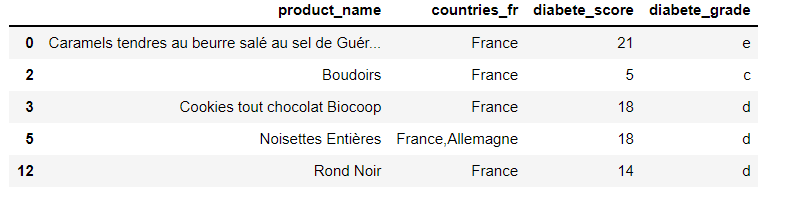 product_name countries_fr diabete_score diabete_grade
0 Caramels tendres au beurre salé au sel de Guér... France 21 e
2 Boudoirs France 5 c
3 Cookies tout chocolat Biocoop France 18 d
5 Noisettes Entières France,Allemagne 18 d
12 Rond Noir France 14 d